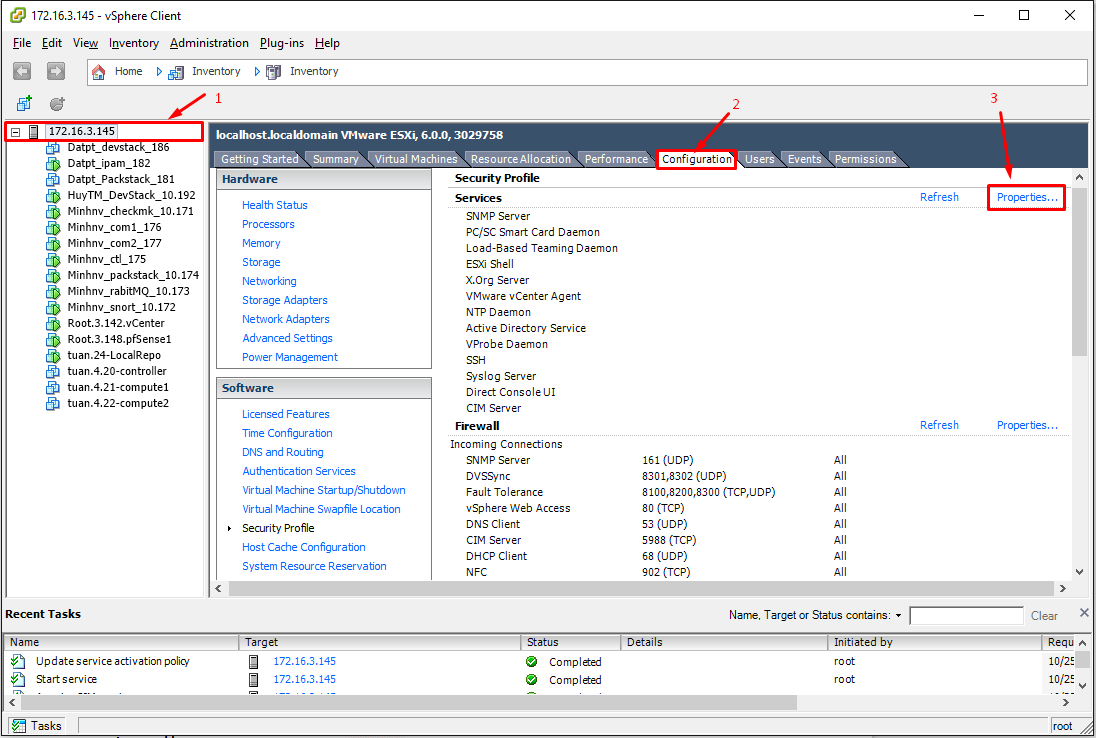 172.16.3.145 - vSphere Client
File Edit View Inventory Administration Plug-ins Help
Home Inventory Inventory
1
2
3
172.16.3.145
Datpt_devstack_186
Datpt_ipam_182
Datpt_Packstack_181
HuyTM_DevStack_10.192
Minhnv_checkmk_10.171
Minhnv_com1_176
Minhnv_com2_177
Minhnv_ctl_175
Minhnv_packstack_10.174
Minhnv_rabitMQ_10.173
Minhnv_snort_10.172
Root.3.142.vCenter
Root.3.148.pfSense1
tuan.24-LocalRepo
tuan.4.20-controller
tuan.4.21-compute1
tuan.4.22-compute2
localhost.localdomain VMware ESXi, 6.0.0, 3029758
Getting Started Summary Virtual Machines Resource Allocation Performance Configuration Users Events Permissions
Hardware
Health Status
Processors
Memory
Storage
Networking
Storage Adapters
Network Adapters
Advanced Settings
Power Management
Software
Licensed Features
Time Configuration
DNS and Routing
Authentication Services
Virtual Machine Startup/Shutdown
Virtual Machine Swapfile Location
Security Profile
Host Cache Configuration
System Resource Reservation
Security Profile
Services Refresh Properties...
SNMP Server
PC/SC Smart Card Daemon
Load-Based Teaming Daemon
ESXi Shell
X.Org Server
VMware vCenter Agent
NTP Daemon
Active Directory Service
VProbe Daemon
SSH
Syslog Server
Direct Console UI
CIM Server
Firewall Refresh Properties...
Incoming Connections
SNMP Server 161 (UDP) All
DVSSync 8301,8302 (UDP) All
Fault Tolerance 8100,8200,8300 (TCP,UDP) All
vSphere Web Access 80 (TCP) All
DNS Client 53 (UDP) All
CIM Server 5988 (TCP) All
DHCP Client 68 (UDP) All
NFC 902 (TCP) All
Recent Tasks Name, Target or Status contains: Clear
Name Target Status Details Initiated by Requ
Update service activation policy 172.16.3.145 Completed root 10/25
Start service 172.16.3.145 Completed root 10/25
Tasks root